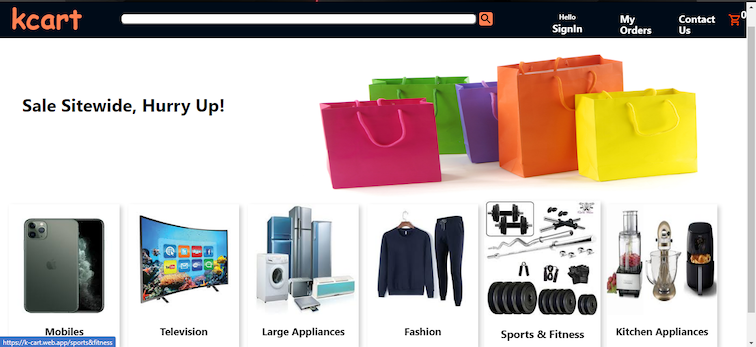 kcart
Hello
SignIn
My
Orders
Contact
Us
0
Sale Sitewide, Hurry Up!
Mobiles
Television
Large Appliances
Fashion
Sports & Fitness
Kitchen Appliances
https://k-cart.web.app/sports&fitness